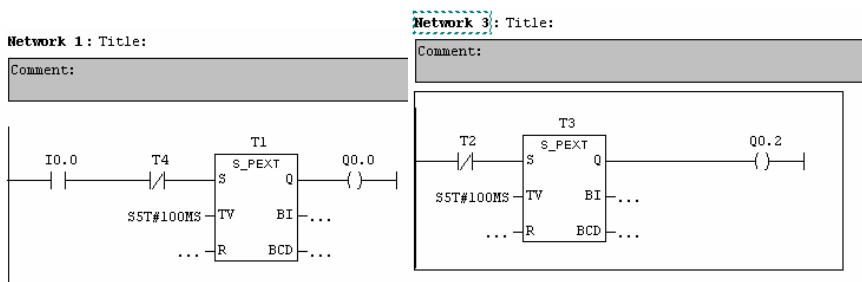 Network 1: Title:
Comment:
T1
I0.0 T4 S_PEXT Q0.0
S Q
S5T#100MS TV BI ...
... R BCD ...
Network 3: Title:
Comment:
T3
T2 S_PEXT Q0.2
S Q
S5T#100MS TV BI ...
... R BCD ...